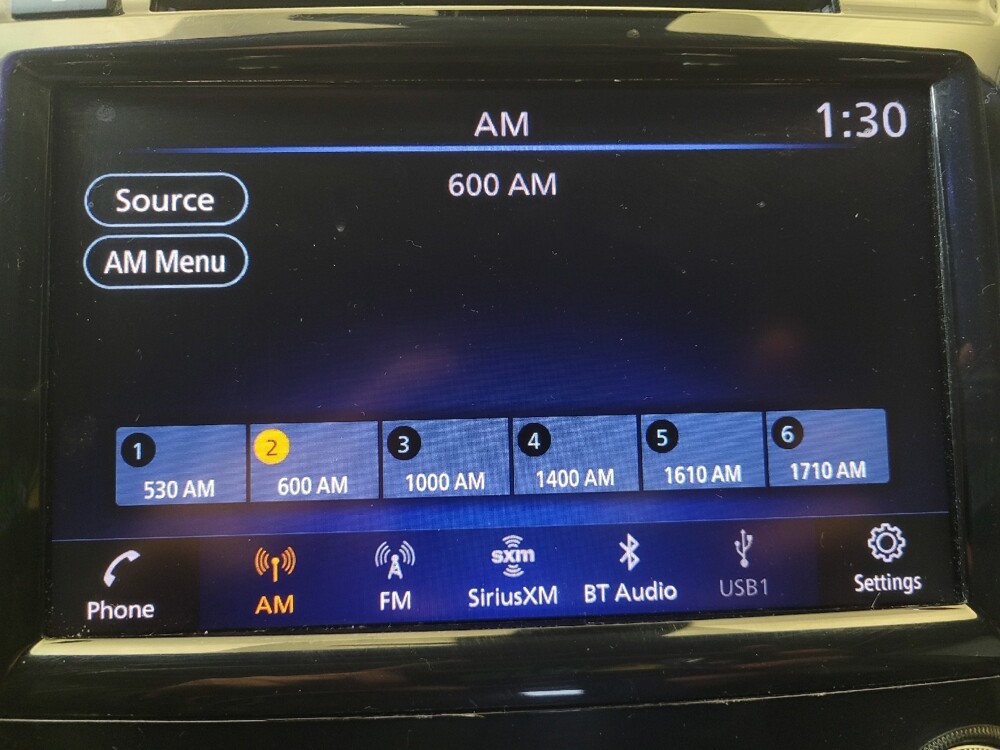 AM
1:30
600 AM
Source
AM Menu
1
2
3
4
5
6
530 AM
600 AM
1000 AM
1400 AM
1610 AM
1710 AM
sxm
Phone
AM
FM
SiriusXM
BT Audio
USB1
Settings